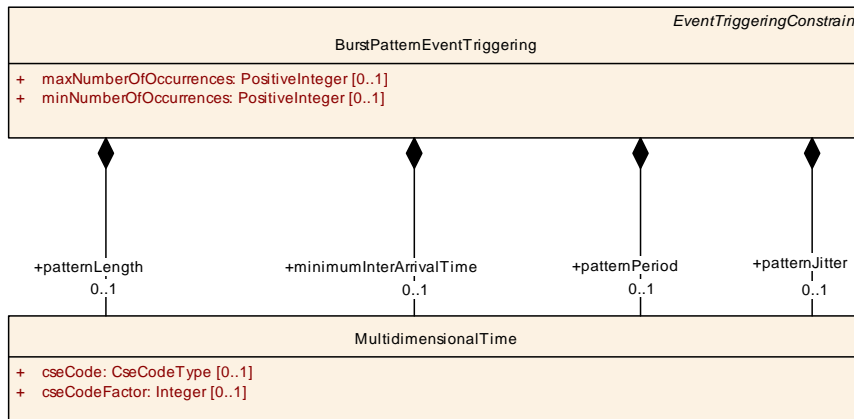 EventTriggeringConstrain
BurstPatternEventTriggering
+ maxNumberOfOccurrences: PositiveInteger [0..1]
+ minNumberOfOccurrences: PositiveInteger [0..1]
+patternLength +minimumInterArrivalTime +patternPeriod +patternJitter
0..1 0..1 0..1 0..1
MultidimensionalTime
+ cseCode: CseCodeType [0..1]
+ cseCodeFactor: Integer [0..1]